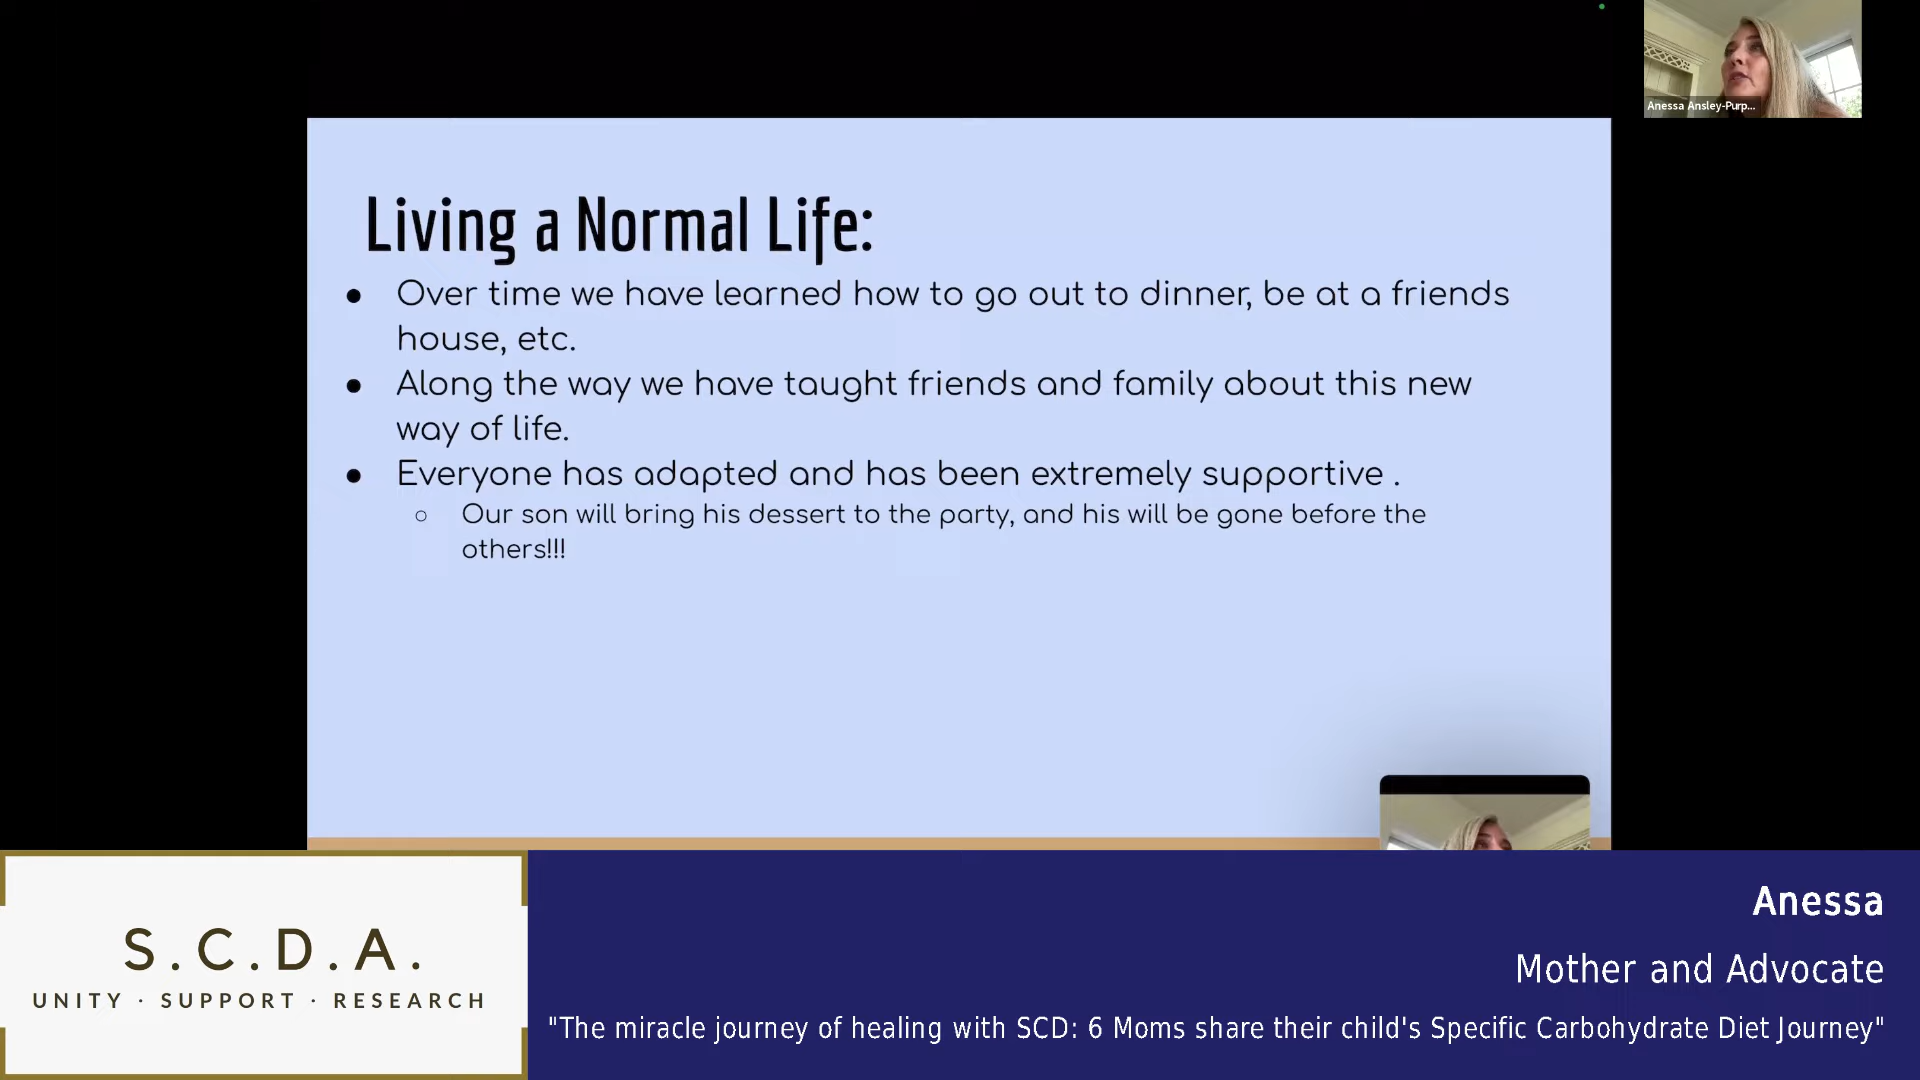 Anessa Ansley-Purp...
Living a Normal Life:
● Over time we have learned how to go out to dinner, be at a friends
house, etc.
● Along the way we have taught friends and family about this new
way of life.
● Everyone has adapted and has been extremely supportive .
○ Our son will bring his dessert to the party, and his will be gone before the
others!!!
S.C.D.A.
UNITY · SUPPORT · RESEARCH
Anessa
Mother and Advocate
"The miracle journey of healing with SCD: 6 Moms share their child's Specific Carbohydrate Diet Journey"